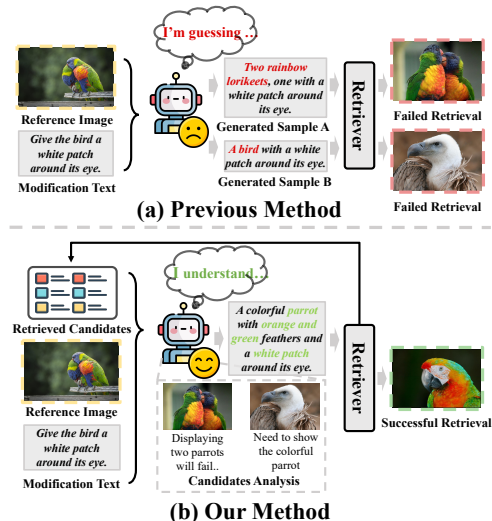 I'm guessing ...
Reference Image
Give the bird a
white patch
around its eye.
Modification Text
Two rainbow
lorikeets, one with a
white patch around
its eye.
Generated Sample A
A bird with a white
patch around its eye.
Generated Sample B
Retriever
Failed Retrieval
Failed Retrieval
(a) Previous Method
I understand…
Retrieved Candidates
Reference Image
Give the bird a
white patch
around its eye.
Modification Text
A colorful parrot
with orange and
green feathers and
a white patch
around its eye.
Displaying
two parrots
will fail..
Need to show
the colorful
parrot
Candidates Analysis
Retriever
Successful Retrieval
(b) Our Method